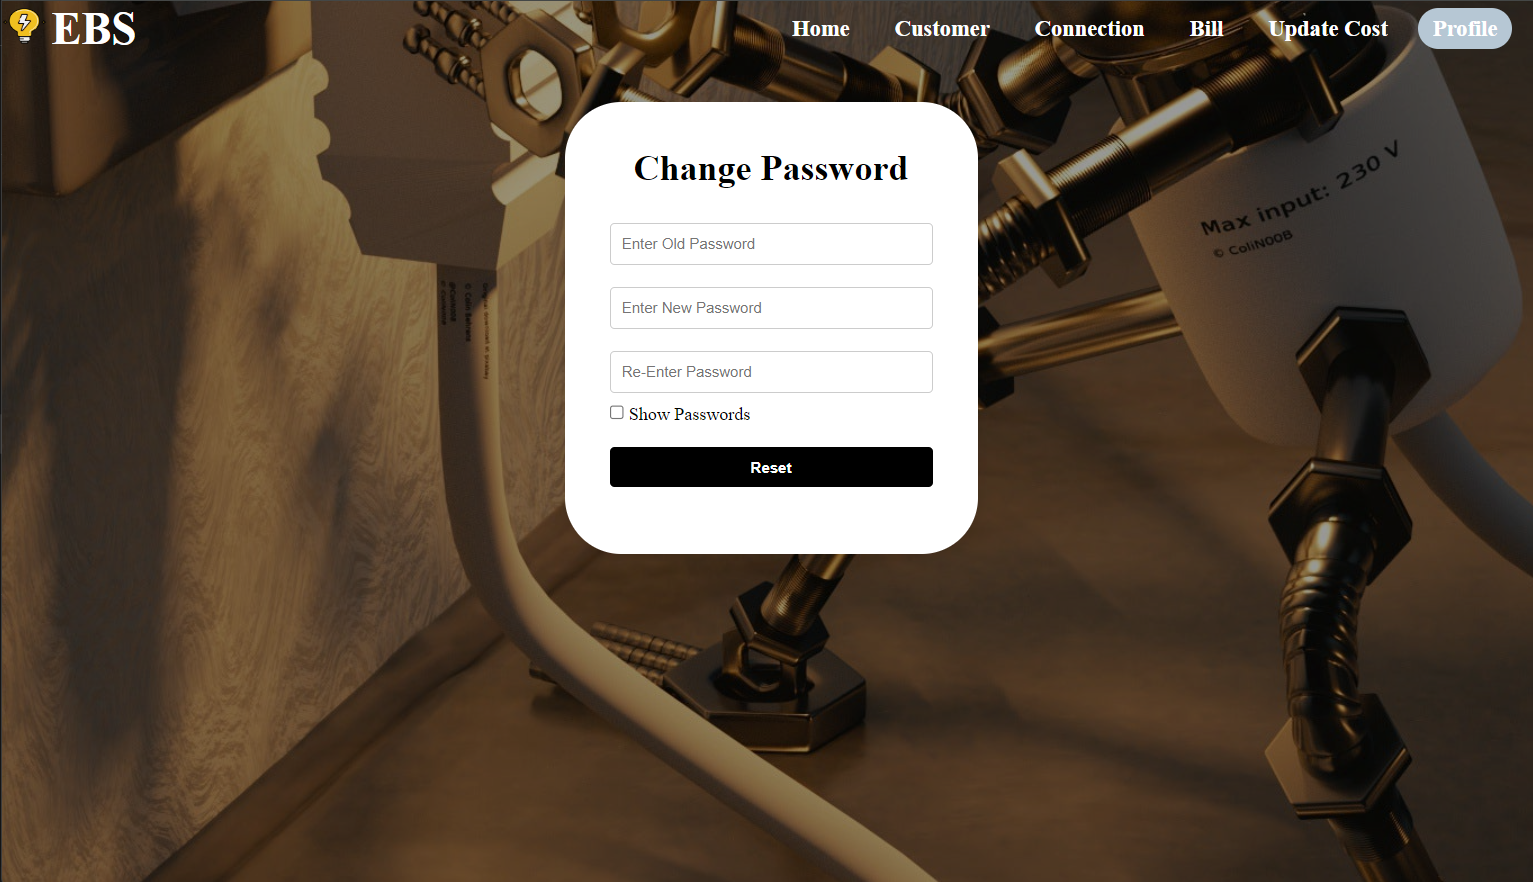 EBS
Home Customer Connection Bill Update Cost Profile
Change Password
Enter Old Password
Enter New Password
Re-Enter Password
Show Passwords
Reset
Max input: 230 V
© ColiN00B